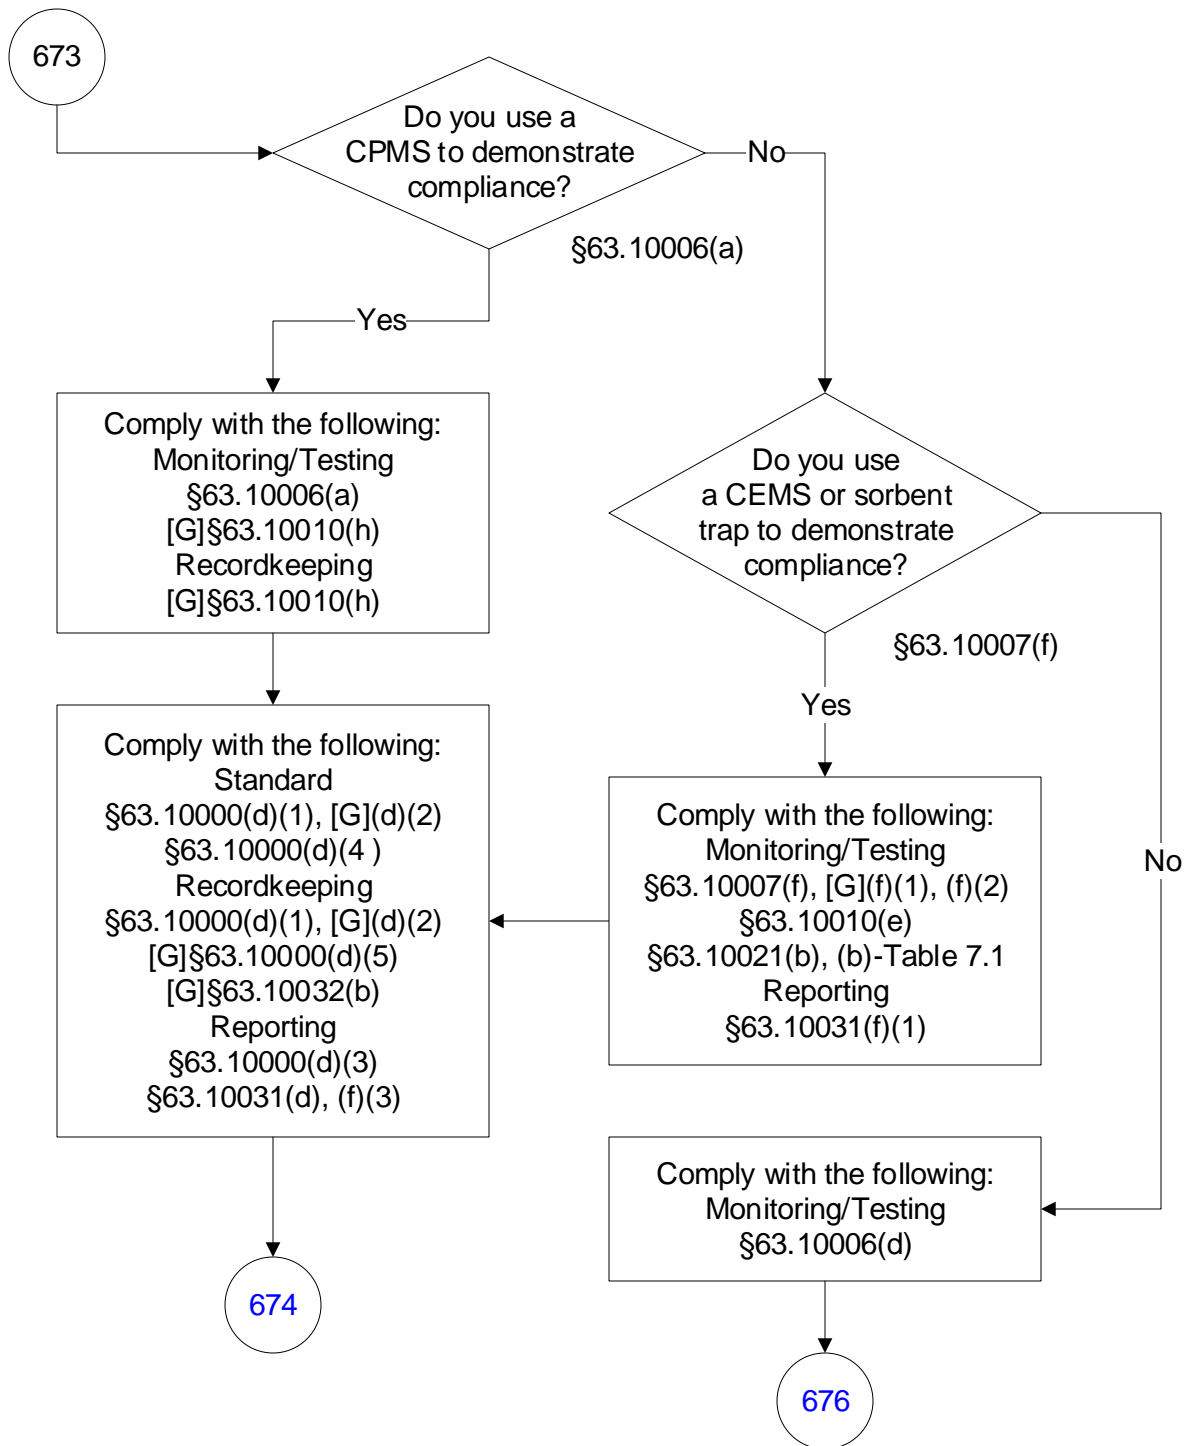 673
Do you use a
CPMS to demonstrate
compliance?
No
§63.10006(a)
Yes
Comply with the following:
Monitoring/Testing
§63.10006(a)
[G]§63.10010(h)
Recordkeeping
[G]§63.10010(h)
Do you use
a CEMS or sorbent
trap to demonstrate
compliance?
§63.10007(f)
Yes
No
Comply with the following:
Standard
§63.10000(d)(1), [G](d)(2)
§63.10000(d)(4 )
Recordkeeping
§63.10000(d)(1), [G](d)(2)
[G]§63.10000(d)(5)
[G]§63.10032(b)
Reporting
§63.10000(d)(3)
§63.10031(d), (f)(3)
Comply with the following:
Monitoring/Testing
§63.10007(f), [G](f)(1), (f)(2)
§63.10010(e)
§63.10021(b), (b)-Table 7.1
Reporting
§63.10031(f)(1)
Comply with the following:
Monitoring/Testing
§63.10006(d)
674
676